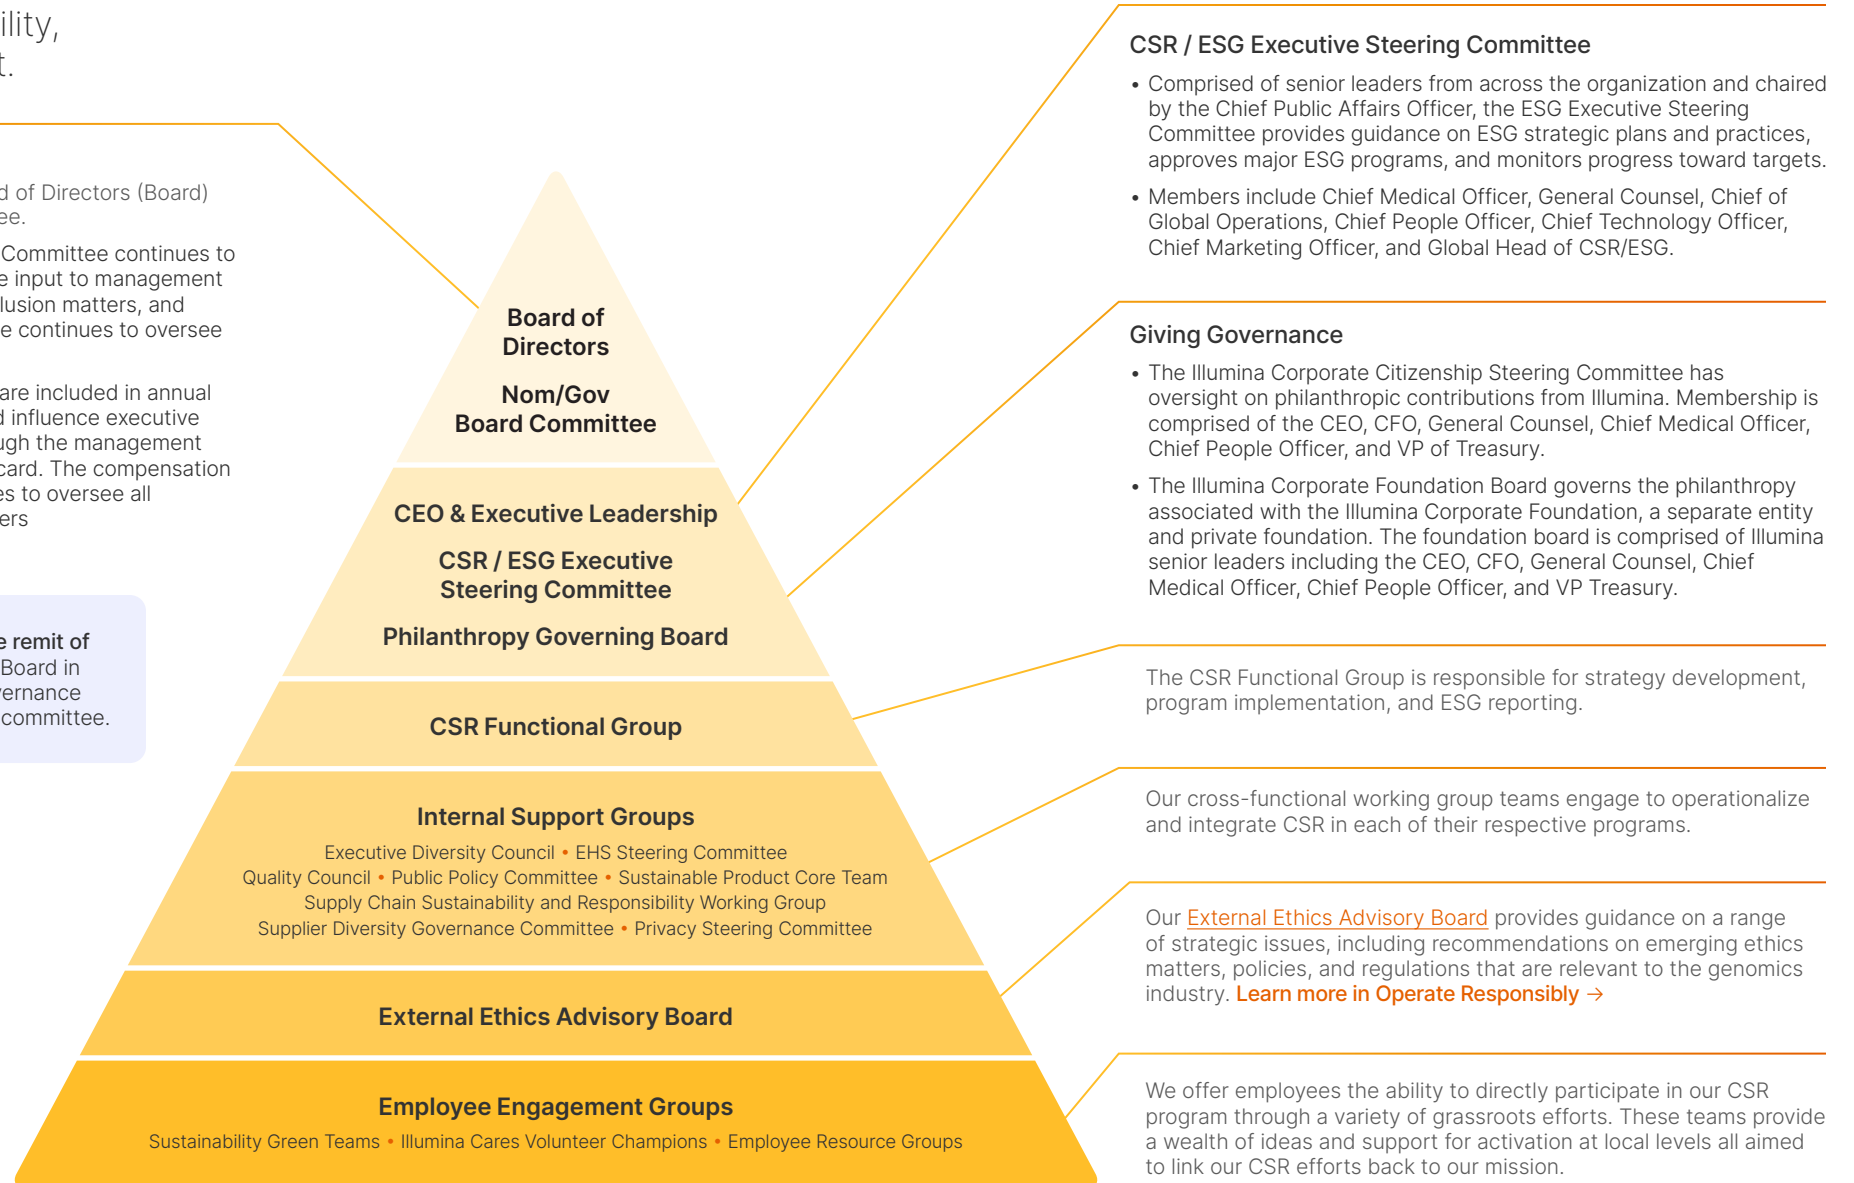 ility,
t.
d of Directors (Board)
ee.
Committee continues to
e input to management
lusion matters, and
e continues to oversee
are included in annual
d influence executive
ugh the management
card. The compensation
es to oversee all
ers
e remit of
Board in
vernance
committee.
Board of
Directors
Nom/Gov
Board Committee
CEO & Executive Leadership
CSR / ESG Executive
Steering Committee
Philanthropy Governing Board
CSR Functional Group
Internal Support Groups
Executive Diversity Council • EHS Steering Committee
Quality Council • Public Policy Committee • Sustainable Product Core Team
Supply Chain Sustainability and Responsibility Working Group
Supplier Diversity Governance Committee • Privacy Steering Committee
External Ethics Advisory Board
Employee Engagement Groups
Sustainability Green Teams • Illumina Cares Volunteer Champions • Employee Resource Groups
CSR / ESG Executive Steering Committee
• Comprised of senior leaders from across the organization and chaired
by the Chief Public Affairs Officer, the ESG Executive Steering
Committee provides guidance on ESG strategic plans and practices,
approves major ESG programs, and monitors progress toward targets.
• Members include Chief Medical Officer, General Counsel, Chief of
Global Operations, Chief People Officer, Chief Technology Officer,
Chief Marketing Officer, and Global Head of CSR/ESG.
Giving Governance
• The Illumina Corporate Citizenship Steering Committee has
oversight on philanthropic contributions from Illumina. Membership is
comprised of the CEO, CFO, General Counsel, Chief Medical Officer,
Chief People Officer, and VP of Treasury.
• The Illumina Corporate Foundation Board governs the philanthropy
associated with the Illumina Corporate Foundation, a separate entity
and private foundation. The foundation board is comprised of Illumina
senior leaders including the CEO, CFO, General Counsel, Chief
Medical Officer, Chief People Officer, and VP Treasury.
The CSR Functional Group is responsible for strategy development,
program implementation, and ESG reporting.
Our cross-functional working group teams engage to operationalize
and integrate CSR in each of their respective programs.
Our External Ethics Advisory Board provides guidance on a range
of strategic issues, including recommendations on emerging ethics
matters, policies, and regulations that are relevant to the genomics
industry. Learn more in Operate Responsibly →
We offer employees the ability to directly participate in our CSR
program through a variety of grassroots efforts. These teams provide
a wealth of ideas and support for activation at local levels all aimed
to link our CSR efforts back to our mission.